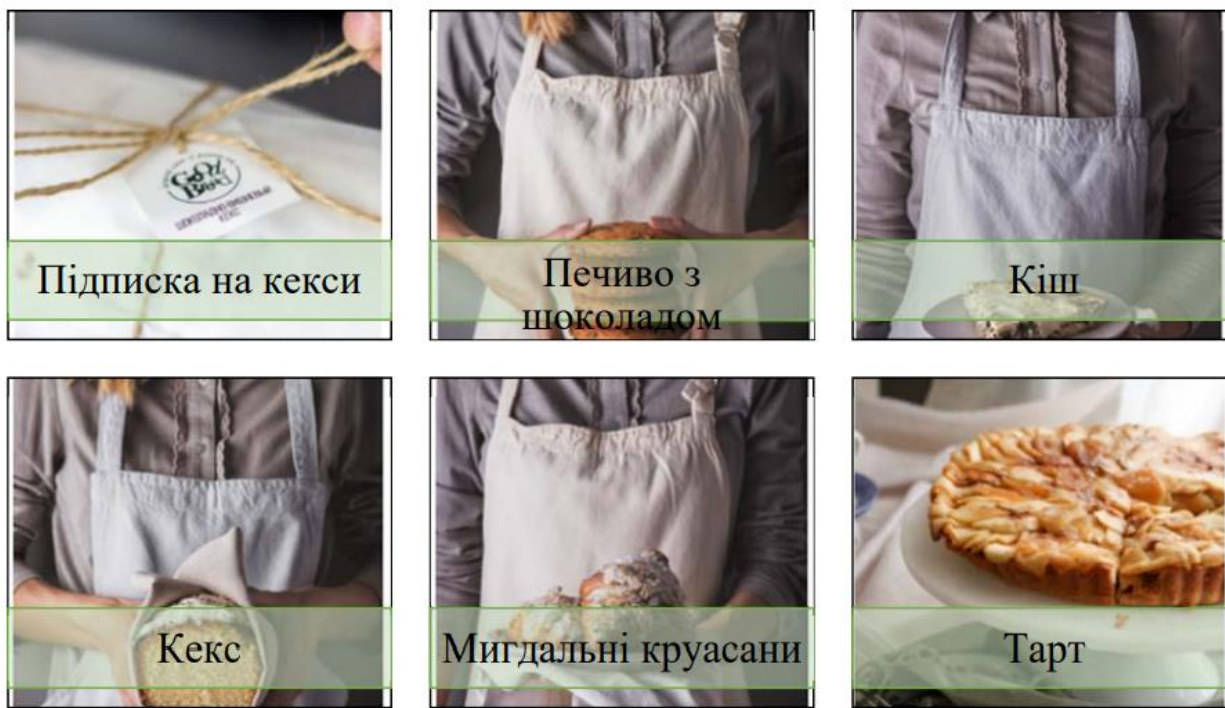 Підписка на кекси
Печиво з
шоколадом
Кіш
Кекс
Мигдальні круасани
Тарт